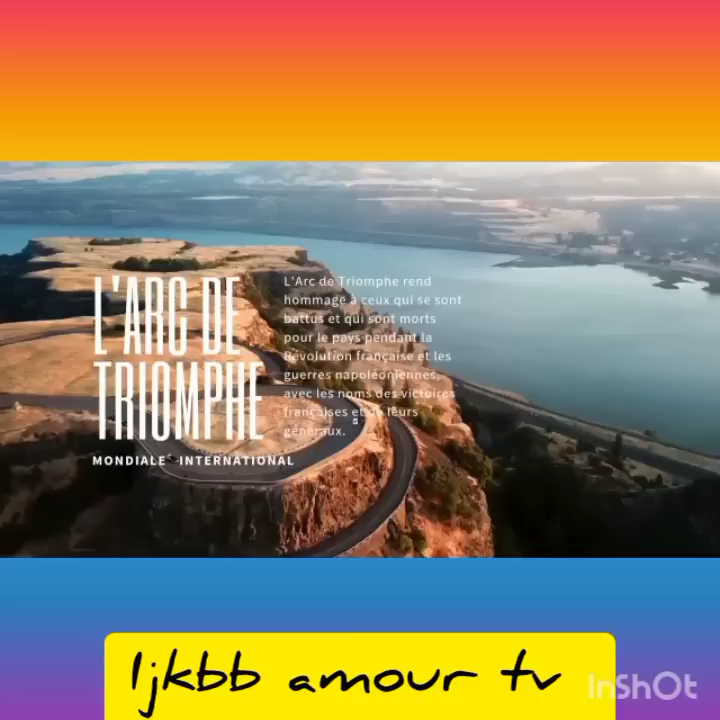 L'ARC DE
TRIOMPHE
MONDIALE INTERNATIONAL
L'Arc de Triomphe rend
hommage à ceux qui se sont
battus et qui sont morts
pour le pays pendant la
Révolution française et les
guerres napoléoniennes,
avec les noms des victoires
françaises et de leurs
généraux.
ljkbb amour tv
InShOt